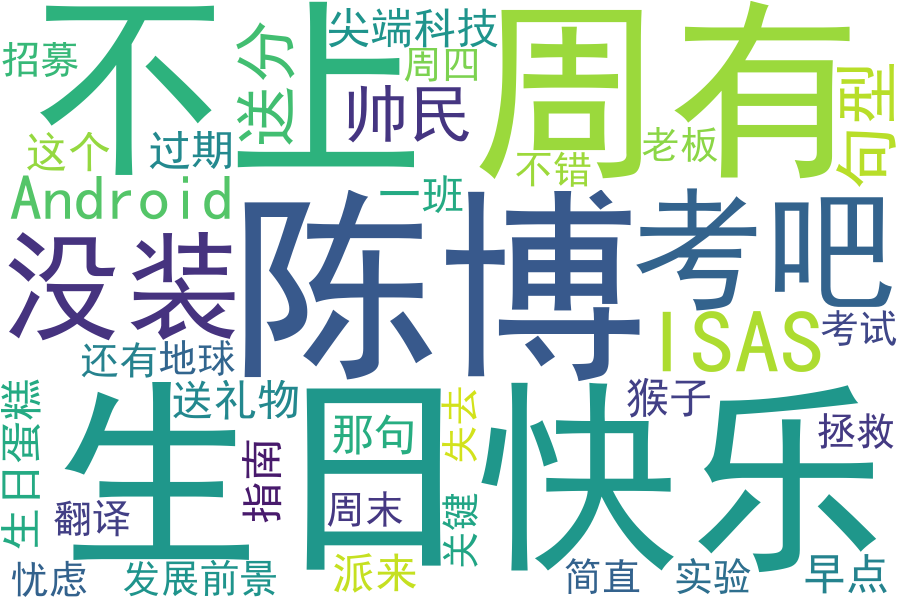 不上
周有
尖端科技
招募
送分
周四
帅民
句型
这个
过期
不错
老板
Android
一班
陈博
考吧
没装
ISAS
考试
还有
地球
送礼物
猴子
生日蛋糕
生日快乐
那句
失去
拯救
指南
周末
关键
翻译
忧虑
发展前景
派来
简直
实验
早点